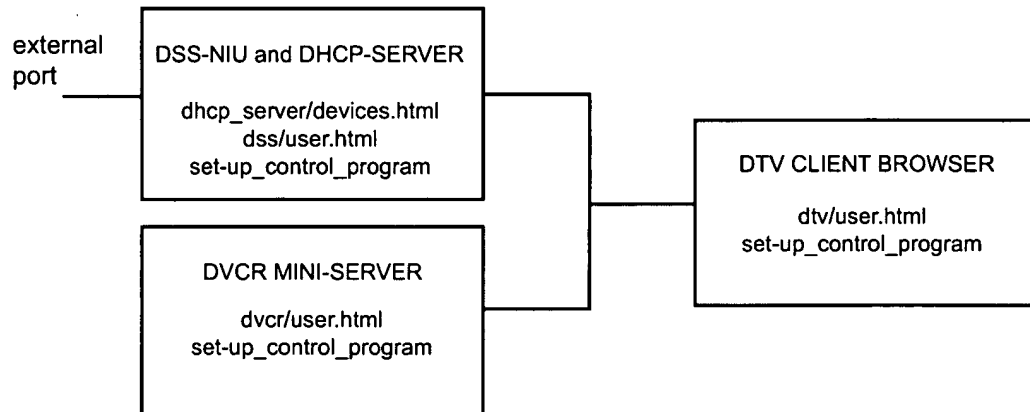 external
port
DSS-NIU and DHCP-SERVER
dhcp_server/devices.html
dss/user.html
set-up_control_program
DVCR MINI-SERVER
dvcr/user.html
set-up_control_program
DTV CLIENT BROWSER
dtv/user.html
set-up_control_program